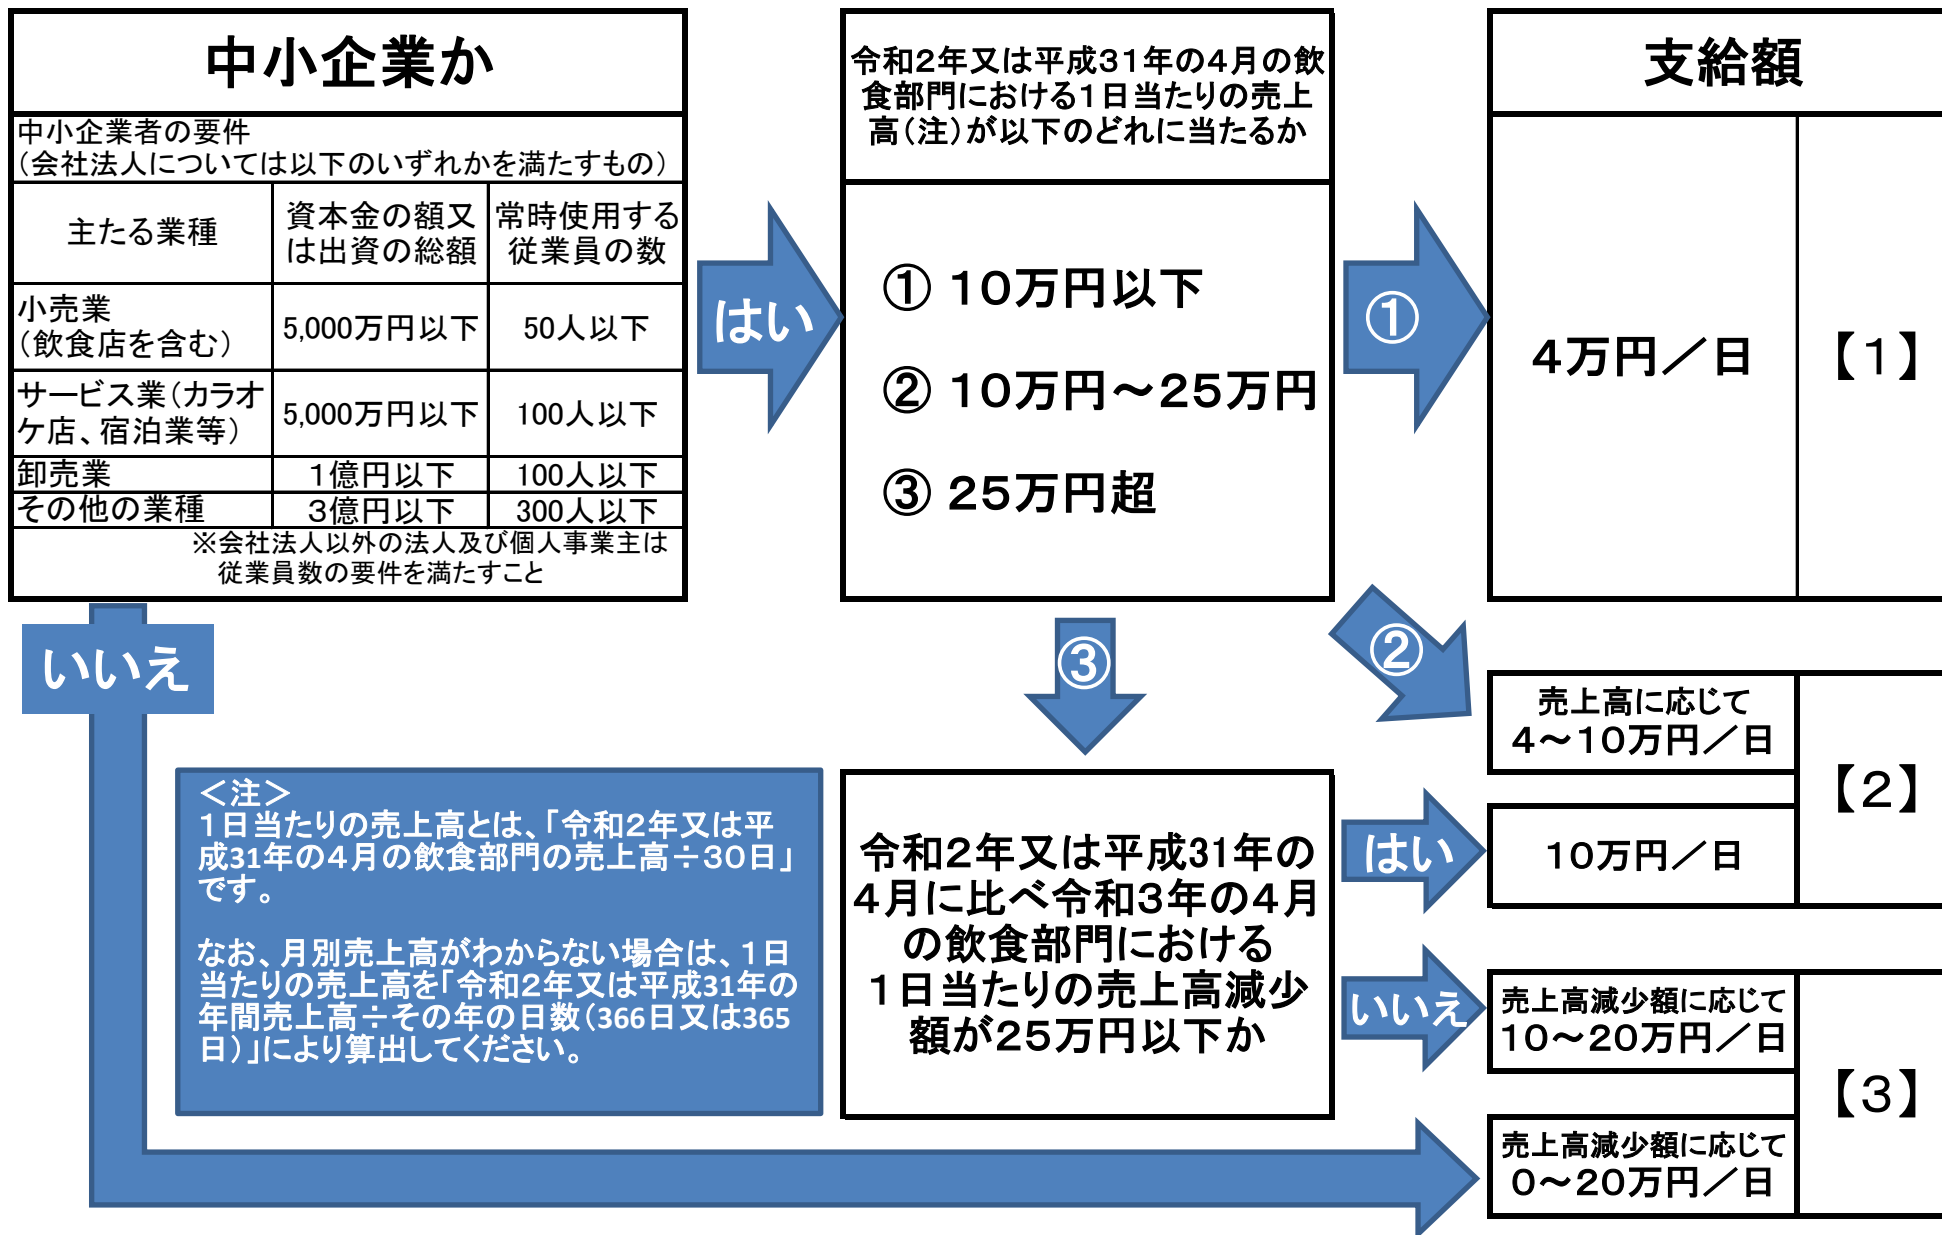 中小企業か
中小企業者の要件
（会社法人については以下のいずれかを満たすもの）
主たる業種
資本金の額又
は出資の総額
常時使用する
従業員の数
小売業
（飲食店を含む）
5,000万円以下
50人以下
サービス業（カラオ
ケ店、宿泊業等）
5,000万円以下
100人以下
卸売業
１億円以下
100人以下
その他の業種
３億円以下
300人以下
※会社法人以外の法人及び個人事業主は
従業員数の要件を満たすこと
はい
いいえ
令和２年又は平成３１年の４月の飲
食部門における１日当たりの売上
高（注）が以下のどれに当たるか
① １０万円以下
② １０万円～２５万円
③ ２５万円超
①
②
③
支給額
４万円／日
【１】
売上高に応じて
４～１０万円／日
１０万円／日
【２】
＜注＞
１日当たりの売上高とは、「令和２年又は平
成31年の４月の飲食部門の売上高÷３０日」
です。
なお、月別売上高がわからない場合は、１日
当たりの売上高を「令和２年又は平成31年の
年間売上高÷その年の日数（366日又は365
日）」により算出してください。
令和２年又は平成31年の
４月に比べ令和３年の４月
の飲食部門における
１日当たりの売上高減少
額が２５万円以下か
はい
いいえ
売上高減少額に応じて
１０～２０万円／日
売上高減少額に応じて
０～２０万円／日
【３】